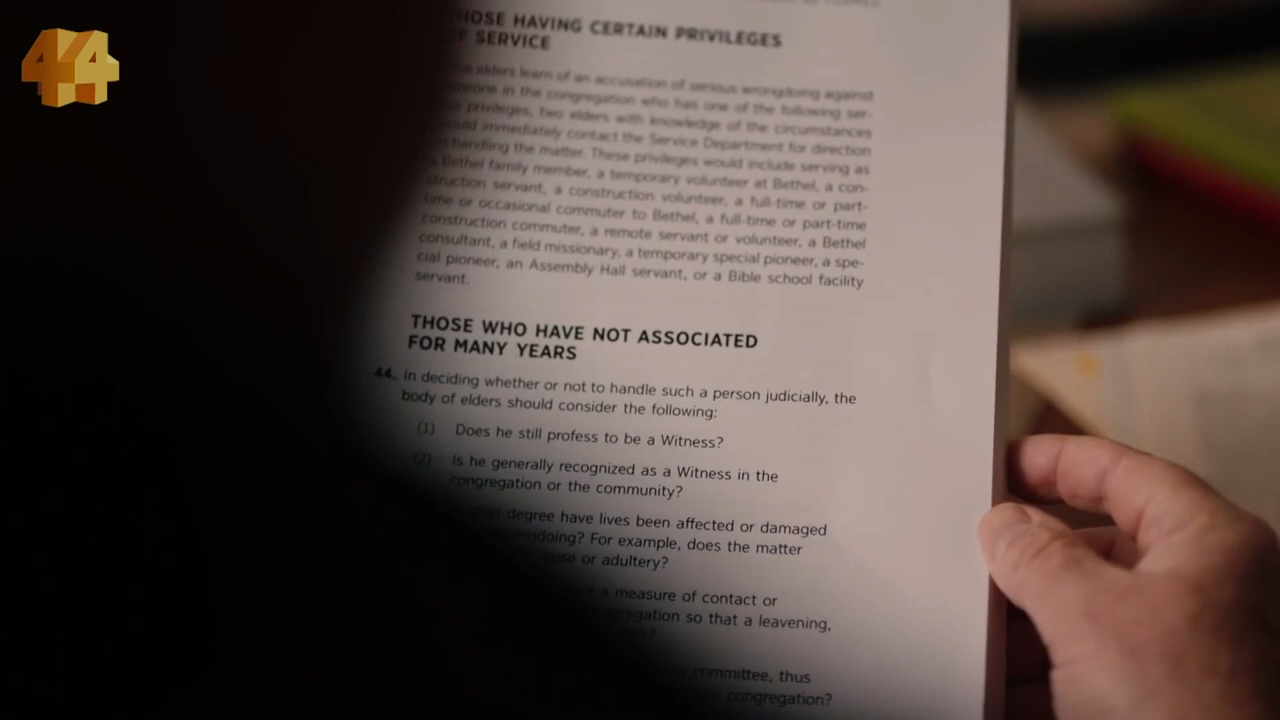 44
HOSE HAVING CERTAIN PRIVILEGES
F SERVICE
he elders learn of an accusation of serious wrongdoing against
meone in the congregation who has one of the following ser-
privileges, two elders with knowledge of the circumstances
ould immediately contact the Service Department for direction
handling the matter. These privileges would include serving as
Bethel family member, a temporary volunteer at Bethel, a con-
struction servant, a construction volunteer, a full-time or part-
time or occasional commuter to Bethel, a full-time or part-time
construction commuter, a remote servant or volunteer, a Bethel
consultant, a field missionary, a temporary special pioneer, a spe-
cial pioneer, an Assembly Hall servant, or a Bible school facility
servant.
THOSE WHO HAVE NOT ASSOCIATED
FOR MANY YEARS
44. In deciding whether or not to handle such a person judicially, the
body of elders should consider the following:
(1) Does he still profess to be a Witness?
(2) Is he generally recognized as a Witness in the
congregation or the community?
degree have lives been affected or damaged
ngdoing? For example, does the matter
use or adultery?
a measure of contact or
regation so that a leavening,
committee, thus
congregation?